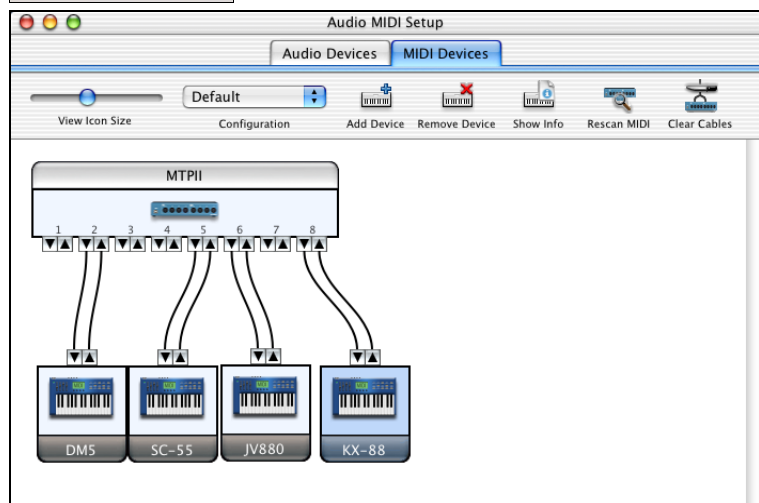 Audio MIDI Setup
Audio Devices MIDI Devices
Default
View Icon Size Configuration Add Device Remove Device Show Info Rescan MIDI Clear Cables
MTPII
1 2 3 4 5 6 7 8
DM5 SC-55 JV880 KX-88